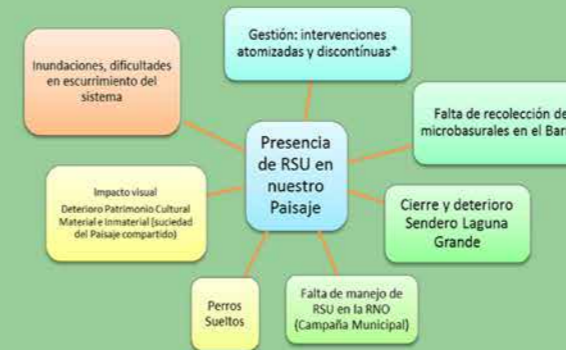 Gestión: intervenciones
atomizadas y discontínuas*
Inundaciones, dificultades
en escurrimiento del
sistema
Falta de recolección de
microbasurales en el
Presencia
de RSU en
nuestro
Paisaje
Impacto visual
Deterioro Patrimonio Cultural
Material e Inmaterial (suciedad
del Paisaje compartido)
Cierre y deterioro
Sendero Laguna
Grande
Perros
Sueltos
Falta de manejo de
RSU en la RNO
(Campaña Municipal)